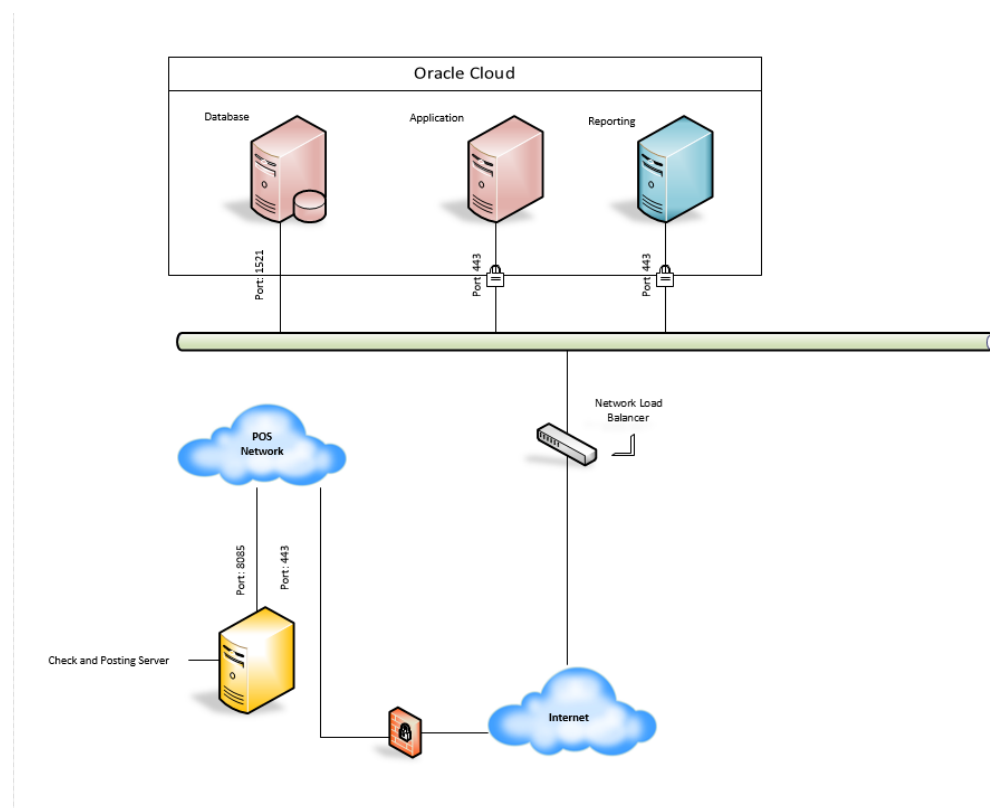 Oracle Cloud
Database
Application
Reporting
Port: 1521
Port 443
Port: 443
Network Load
Balancer
POS
Network
Port: 8085
Port: 443
Check and Posting Server
Internet